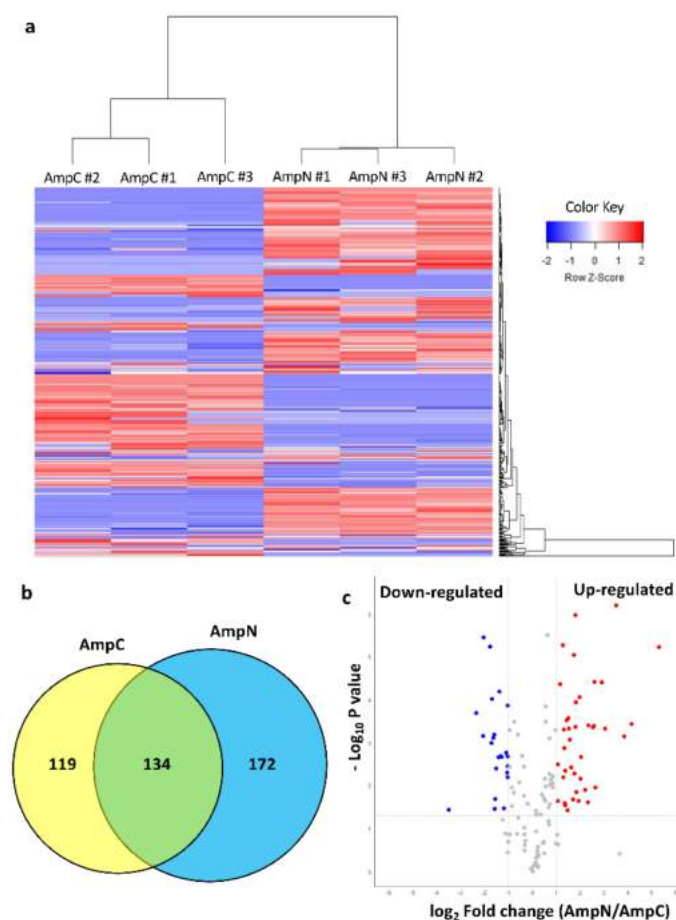 a
AmpC #2 AmpC #1 AmpC #3 AmpN #1 AmpN #3 AmpN #2
Color Key
-2 -1 0 1 2
Row Z-Score
b
AmpC
AmpN
119 134 172
c
Down-regulated Up-regulated
- Log10 P value
log2 Fold change (AmpN/AmpC)